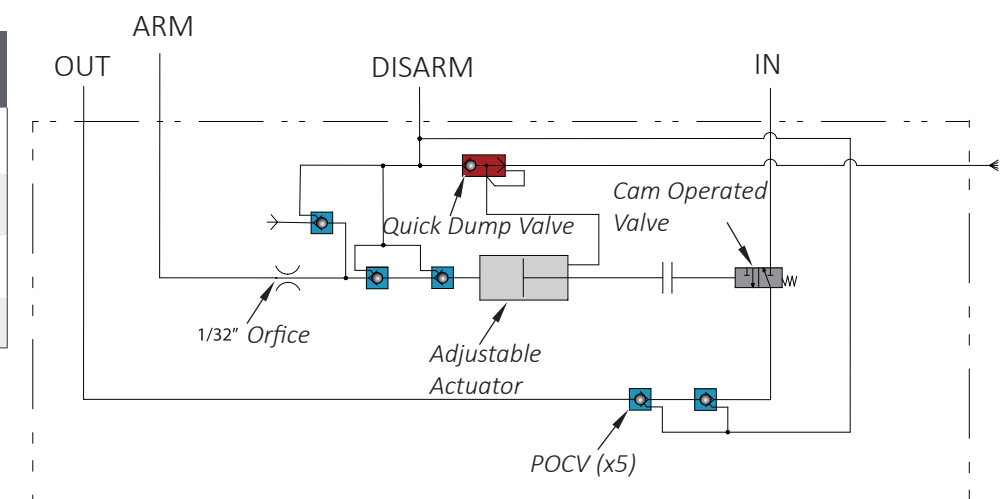 ARM
OUT
DISARM
IN
Cam Operated
Valve
Quick Dump Valve
1/32" Orfice
Adjustable
Actuator
POCV (x5)